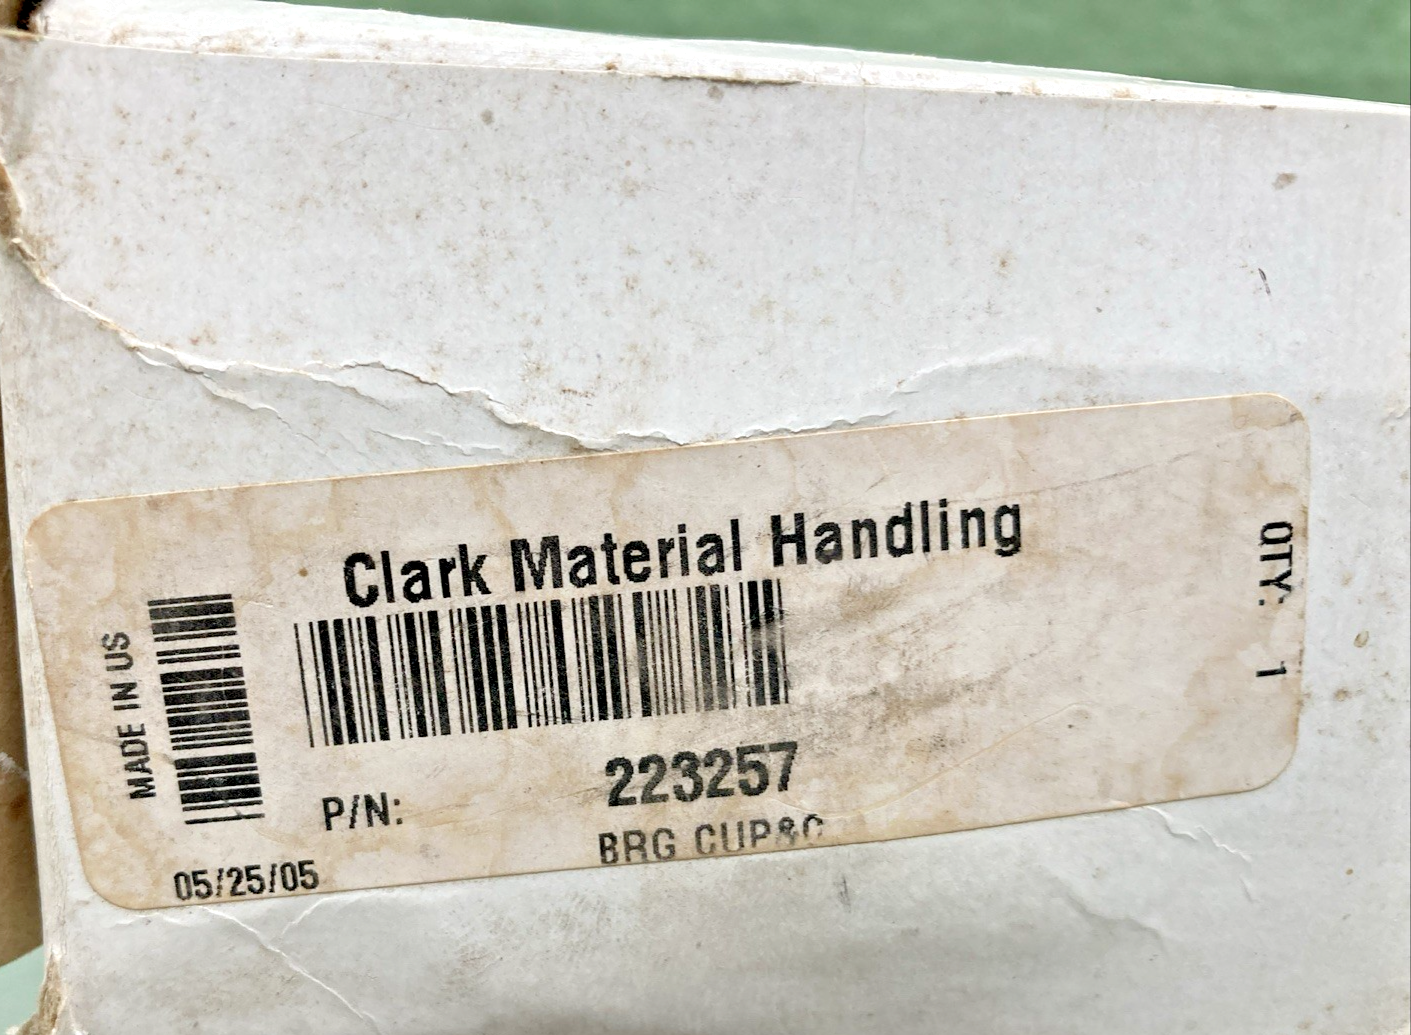 Clark Material Handling
MADE IN US
QTY: 1
223257
P/N:
BRG CUP&C
05/25/05